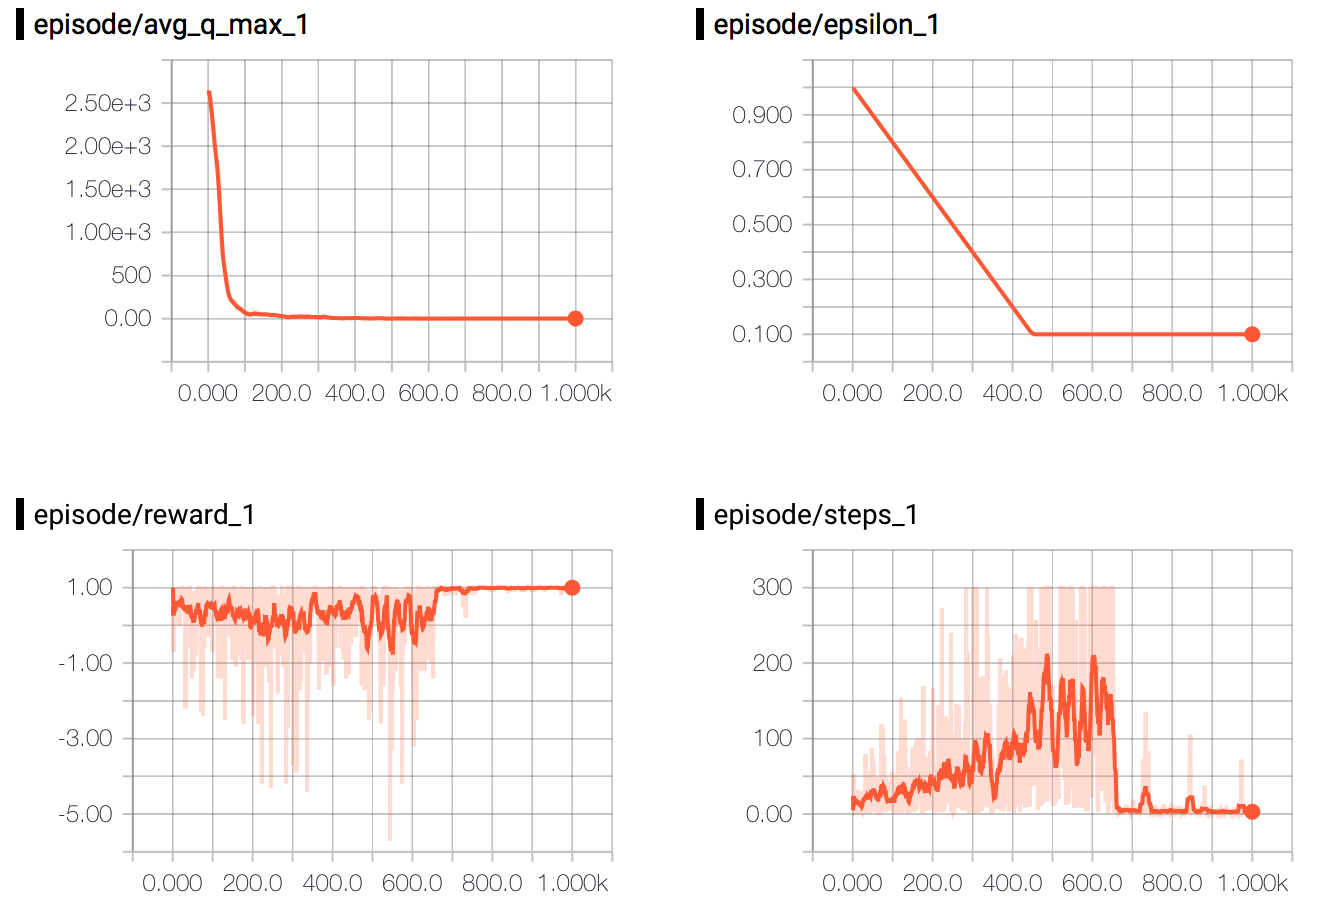 episode/avg_q_max_1
2.50e+3
2.00e+3
1.50e+3
1.00e+3
500
0.00
0.000 200.0 400.0 600.0 800.0 1.000k
episode/epsilon_1
0.900
0.700
0.500
0.300
0.100
0.000 200.0 400.0 600.0 800.0 1.000k
episode/reward_1
1.00
-1.00
-3.00
-5.00
0.000 200.0 400.0 600.0 800.0 1.000k
episode/steps_1
300
200
100
0.00
0.000 200.0 400.0 600.0 800.0 1.000k